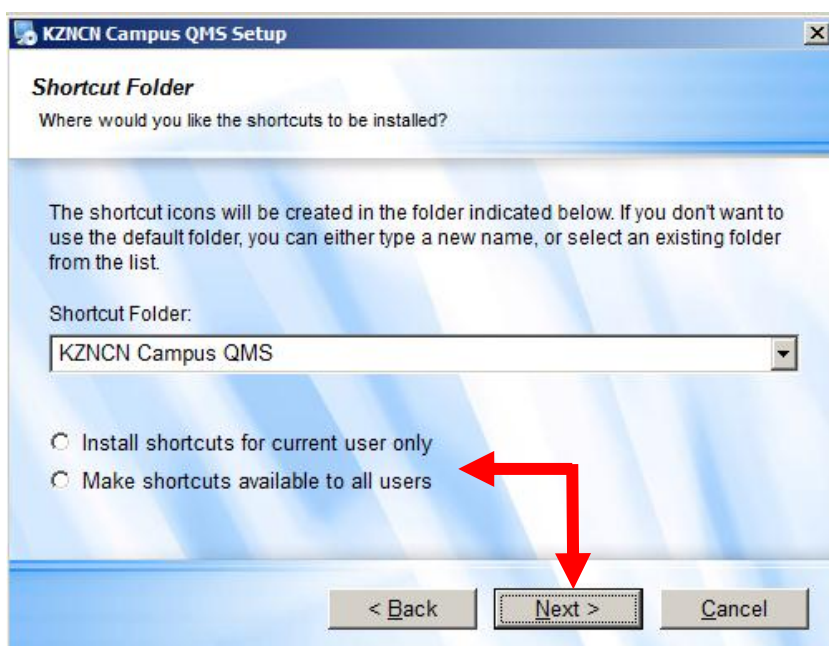 KZNCN Campus QMS Setup
Shortcut Folder
Where would you like the shortcuts to be installed?
The shortcut icons will be created in the folder indicated below. If you don't want to
use the default folder, you can either type a new name, or select an existing folder
from the list.
Shortcut Folder:
KZNCN Campus QMS
Install shortcuts for current user only
Make shortcuts available to all users
< Back Next > Cancel